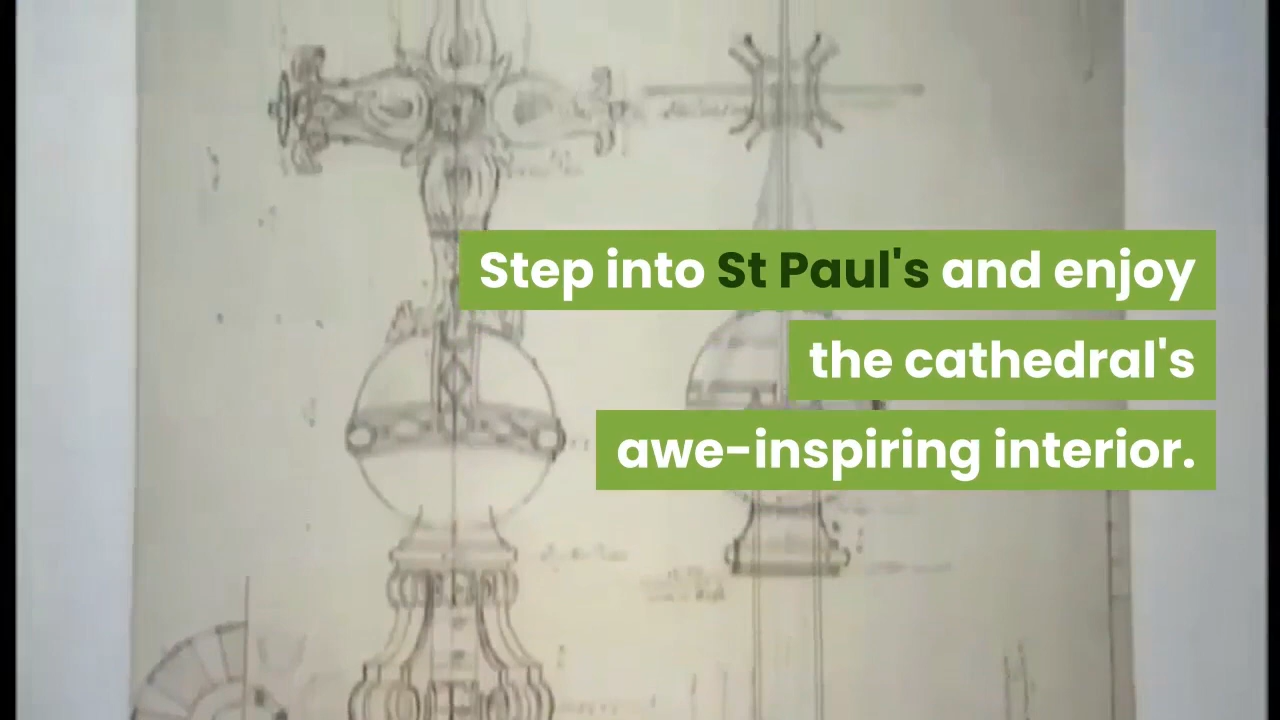 Step into St Paul's and enjoy
the cathedral's
awe-inspiring interior.